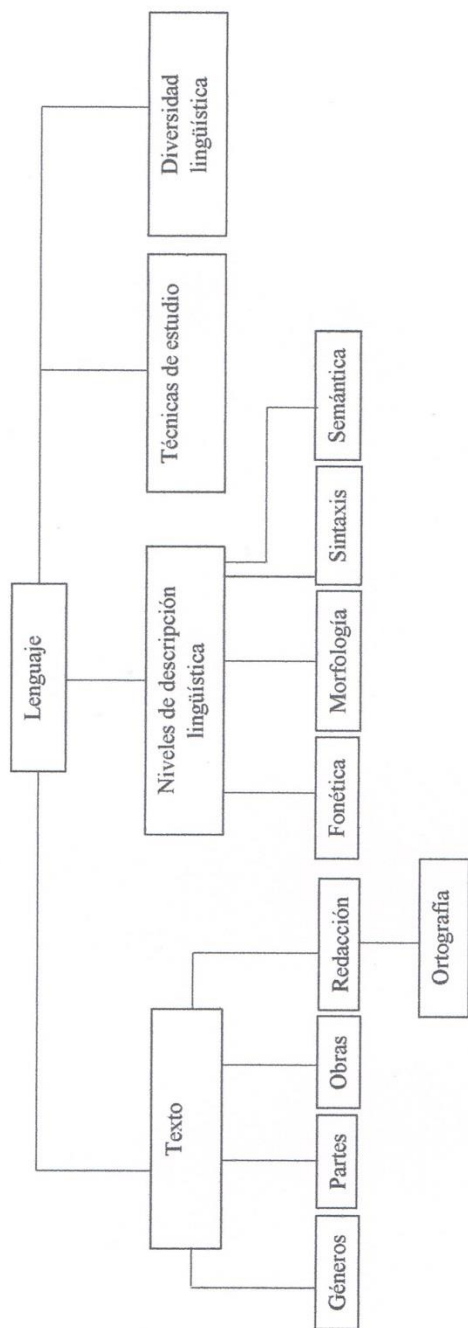 Lenguaje
Texto
Niveles de descripción
lingüística
Técnicas de estudio
Diversidad
lingüística
Géneros
Partes
Obras
Redacción
Fonética
Morfología
Sintaxis
Semántica
Ortografía